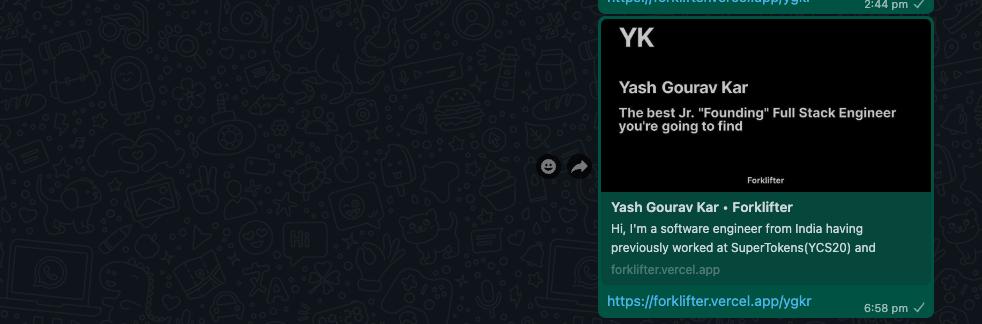 https://forklifter.vercel.app/ygkr
2:44 pm
YK
Yash Gourav Kar
The best Jr. "Founding" Full Stack Engineer
you're going to find
Forklifter
Yash Gourav Kar • Forklifter
Hi, I'm a software engineer from India having
previously worked at SuperTokens(YCS20) and
forklifter.vercel.app
https://forklifter.vercel.app/ygkr
6:58 pm